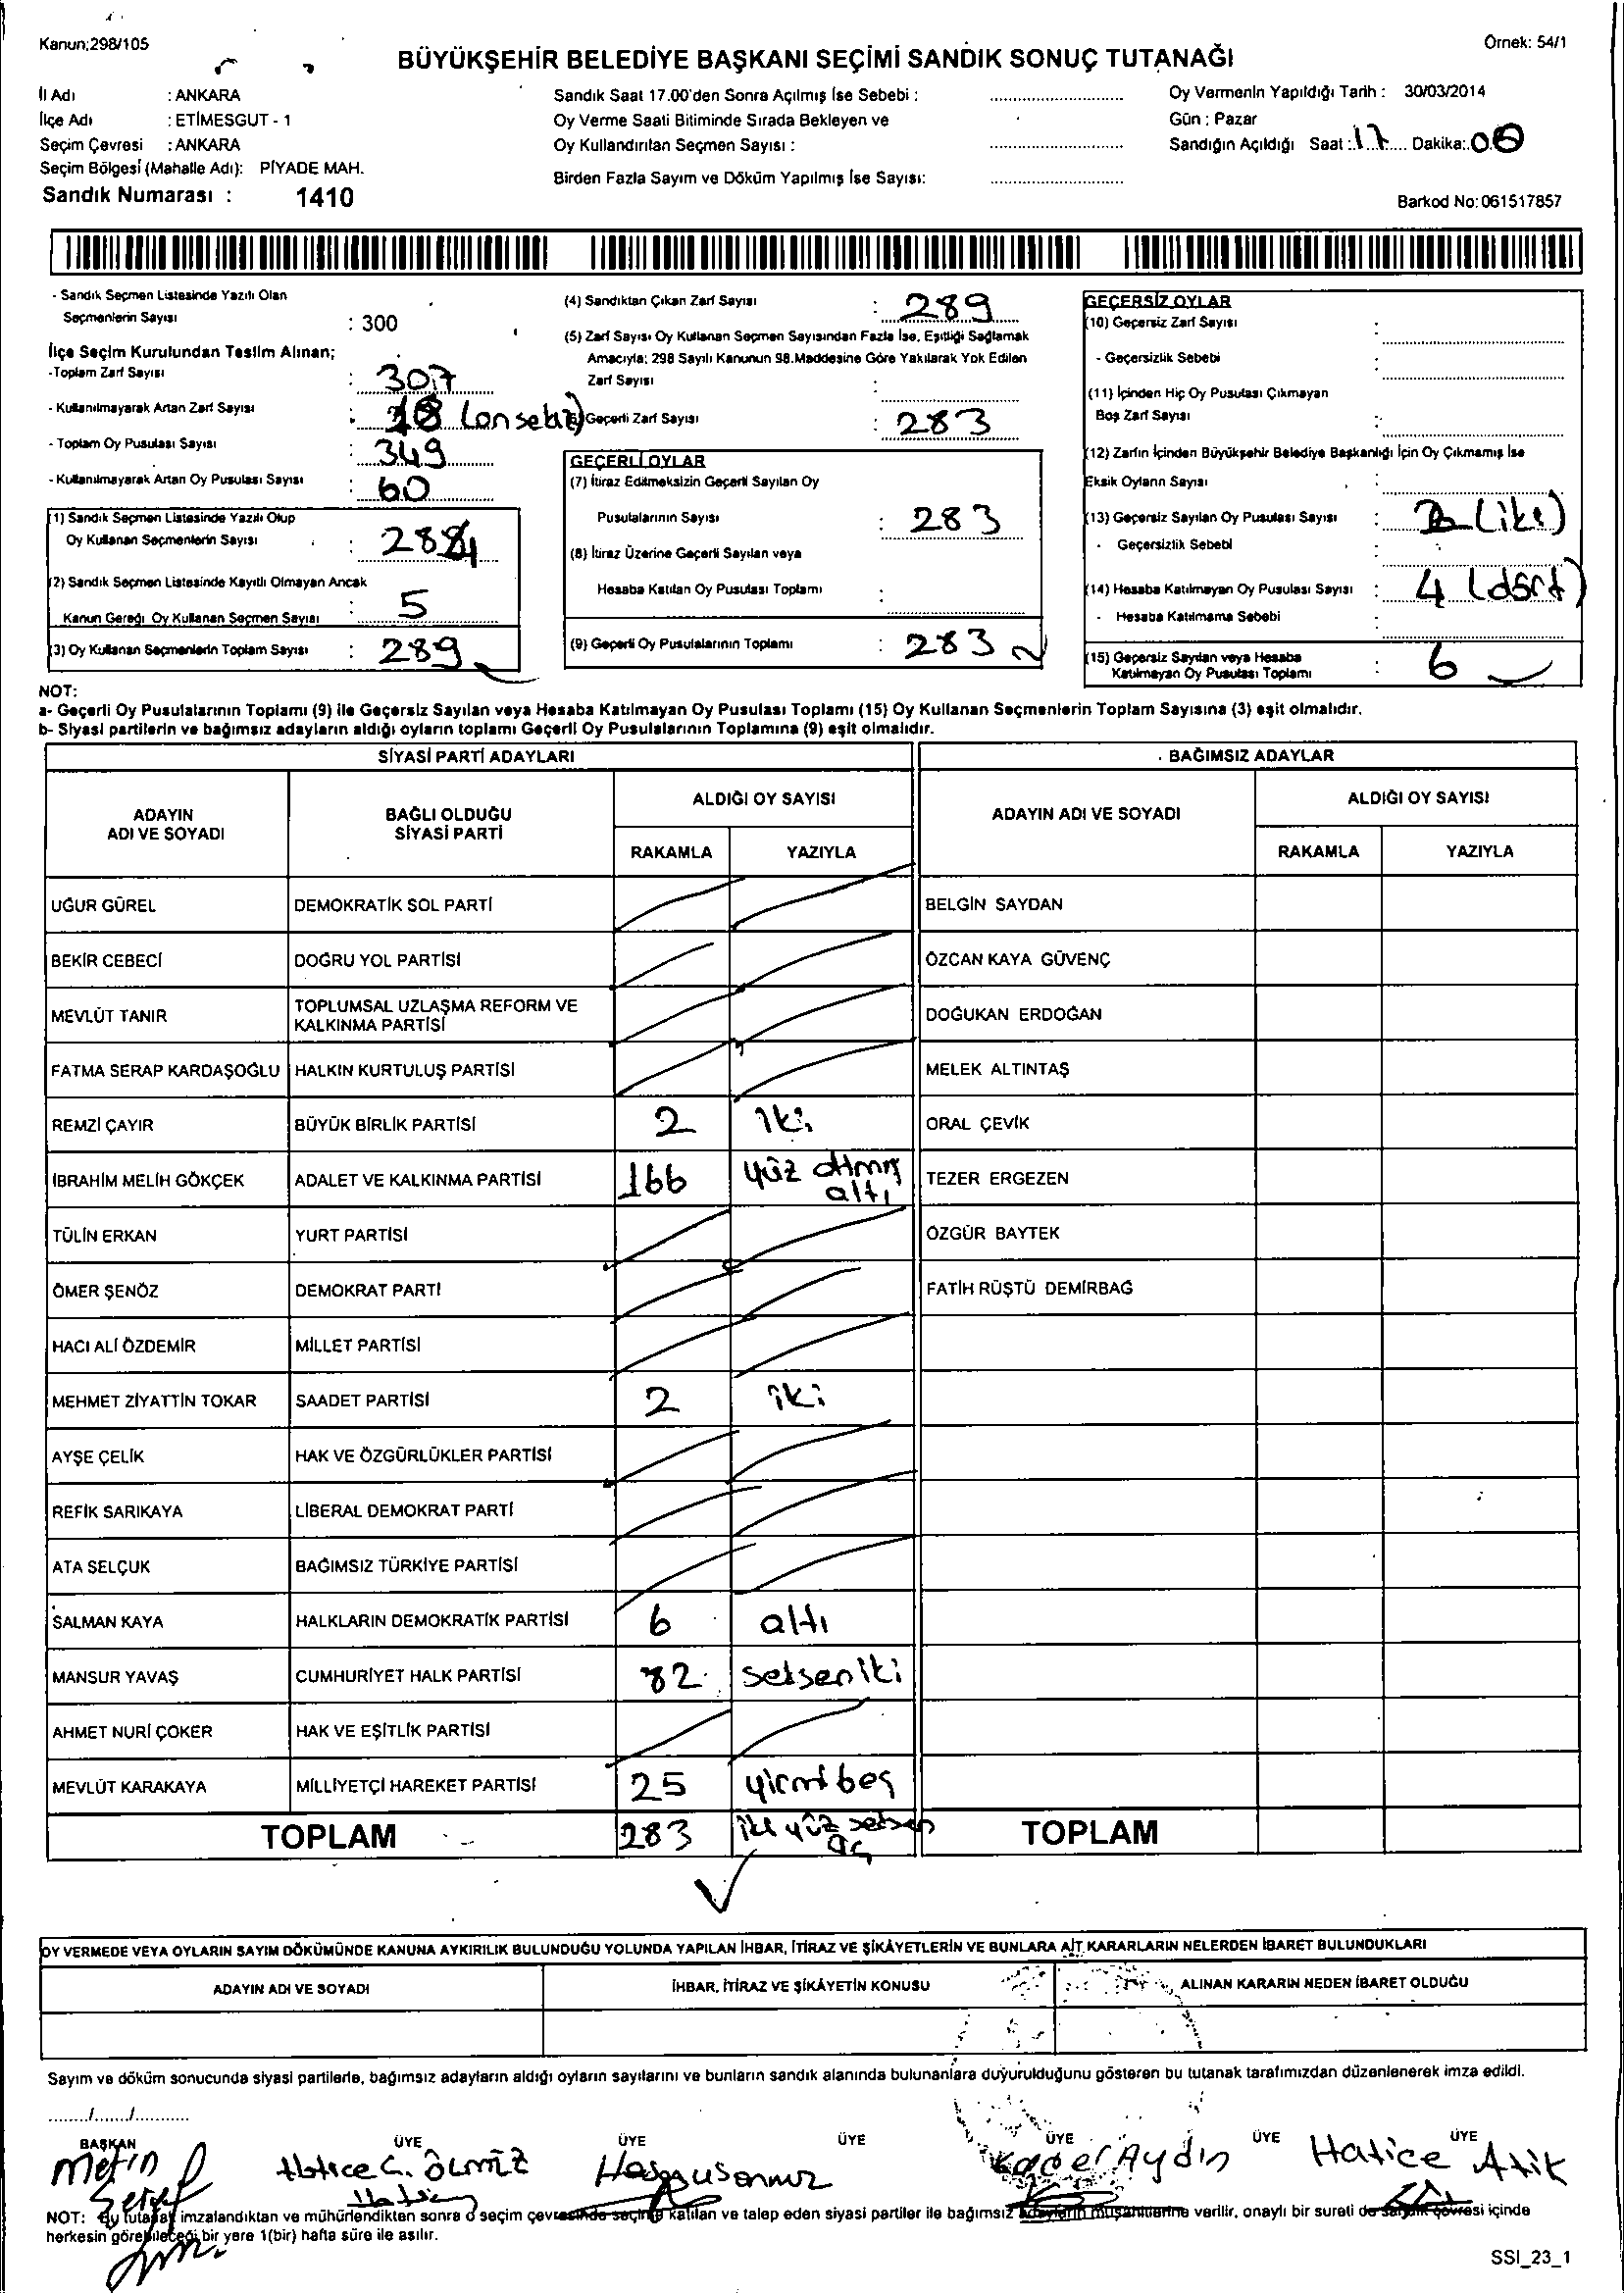 Kanun:298/105
Örnek: 54/1
BÜYÜKŞEHİR BELEDİYE BAŞKANI SEÇİMİ SANDIK SONUÇ TUTANAĞI
İl Adı : ANKARA
İlçe Adı : ETİMESGUT - 1
Seçim Çevresi : ANKARA
Seçim Bölgesi (Mahalle Adı): PİYADE MAH.
Sandık Numarası : 1410
Sandık Saat 17.00'den Sonra Açılmış İse Sebebi :
Oy Verme Saati Bitiminde Sırada Bekleyen ve
Oy Kullandırılan Seçmen Sayısı :
Birden Fazla Sayım ve Döküm Yapılmış İse Sayısı:
Oy Vermenin Yapıldığı Tarih : 30/03/2014
Gün : Pazar
Sandığın Açıldığı Saat : 17 Dakika:
Barkod No: 061517857
- Sandık Seçmen Listesinde Yazılı Olan
Seçmenlerin Sayısı : 300
İlçe Seçim Kurulundan Teslim Alınan;
- Toplam Zarf Sayısı : 307
- Kullanılmayarak Artan Zarf Sayısı : 18 (onsekiz)
- Toplam Oy Pusulası Sayısı : 349
- Kullanılmayarak Artan Oy Pusulası Sayısı : 60
(1) Sandık Seçmen Listesinde Yazılı Olup
Oy Kullanan Seçmenlerin Sayısı : 284
(2) Sandık Seçmen Listesinde Kayıtlı Olmayan Ancak
Kanun Gereği Oy Kullanan Seçmen Sayısı : 5
(3) Oy Kullanan Seçmenlerin Toplam Sayısı : 289
(4) Sandıktan Çıkan Zarf Sayısı : 289
(5) Zarf Sayısı Oy Kullanan Seçmen Sayısından Fazla İse, Eşitliği Sağlamak
Amacıyla; 298 Sayılı Kanunun 98.Maddesine Göre Yakılarak Yok Edilen
Zarf Sayısı :
Geçerli Zarf Sayısı : 283
GEÇERLİ OYLAR
(7) İtiraz Edilmeksizin Geçerli Sayılan Oy
Pusulalarının Sayısı : 283
(8) İtiraz Üzerine Geçerli Sayılan veya
Hesaba Katılan Oy Pusulası Toplamı :
(9) Geçerli Oy Pusulalarının Toplamı : 283
GEÇERSİZ OYLAR
(10) Geçersiz Zarf Sayısı :
- Geçersizlik Sebebi :
(11) İçinden Hiç Oy Pusulası Çıkmayan
Boş Zarf Sayısı :
(12) Zarfın İçinden Büyükşehir Belediye Başkanlığı İçin Oy Çıkmamış İse
Eksik Oyların Sayısı :
(13) Geçersiz Sayılan Oy Pusulası Sayısı : 2 (iki)
- Geçersizlik Sebebi :
(14) Hesaba Katılmayan Oy Pusulası Sayısı : 4 (dört)
- Hesaba Katılmama Sebebi :
(15) Geçersiz Sayılan veya Hesaba
Katılmayan Oy Pusulası Toplamı : 6
NOT:
a- Geçerli Oy Pusulalarının Toplamı (9) ile Geçersiz Sayılan veya Hesaba Katılmayan Oy Pusulası Toplamı (15) Oy Kullanan Seçmenlerin Toplam Sayısına (3) eşit olmalıdır.
b- Siyasi partilerin ve bağımsız adayların aldığı oyların toplamı Geçerli Oy Pusulalarının Toplamına (9) eşit olmalıdır.
SİYASİ PARTİ ADAYLARI
BAĞIMSIZ ADAYLAR
ADAYIN
ADI VE SOYADI
BAĞLI OLDUĞU
SİYASİ PARTİ
ALDIĞI OY SAYISI
RAKAMLA YAZIYLA
ADAYIN ADI VE SOYADI
ALDIĞI OY SAYISI
RAKAMLA YAZIYLA
UĞUR GÜREL DEMOKRATİK SOL PARTİ BELGİN SAYDAN
BEKİR CEBECİ DOĞRU YOL PARTİSİ ÖZCAN KAYA GÜVENÇ
MEVLÜT TANIR TOPLUMSAL UZLAŞMA REFORM VE
KALKINMA PARTİSİ DOĞUKAN ERDOĞAN
FATMA SERAP KARDAŞOĞLU HALKIN KURTULUŞ PARTİSİ MELEK ALTINTAŞ
REMZİ ÇAYIR BÜYÜK BİRLİK PARTİSİ 2 iki ORAL ÇEVİK
İBRAHİM MELİH GÖKÇEK ADALET VE KALKINMA PARTİSİ 166 yüz atmış altı TEZER ERGEZEN
TÜLİN ERKAN YURT PARTİSİ ÖZGÜR BAYTEK
ÖMER ŞENÖZ DEMOKRAT PARTİ FATİH RÜŞTÜ DEMİRBAĞ
HACI ALİ ÖZDEMİR MİLLET PARTİSİ
MEHMET ZİYATTİN TOKAR SAADET PARTİSİ 2 iki
AYŞE ÇELİK HAK VE ÖZGÜRLÜKLER PARTİSİ
REFİK SARIKAYA LİBERAL DEMOKRAT PARTİ
ATA SELÇUK BAĞIMSIZ TÜRKİYE PARTİSİ
SALMAN KAYA HALKLARIN DEMOKRATİK PARTİSİ 6 altı
MANSUR YAVAŞ CUMHURİYET HALK PARTİSİ 82 seksen iki
AHMET NURİ ÇOKER HAK VE EŞİTLİK PARTİSİ
MEVLÜT KARAKAYA MİLLİYETÇİ HAREKET PARTİSİ 25 yirmi beş
TOPLAM 283 iki yüz seksen üç TOPLAM
OY VERMEDE VEYA OYLARIN SAYIM DÖKÜMÜNDE KANUNA AYKIRILIK BULUNDUĞU YOLUNDA YAPILAN İHBAR, İTİRAZ VE ŞİKÂYETLERİN VE BUNLARA AİT KARARLARIN NELERDEN İBARET BULUNDUKLARI
ADAYIN ADI VE SOYADI İHBAR, İTİRAZ VE ŞİKÂYETİN KONUSU ALINAN KARARIN NEDEN İBARET OLDUĞU
Sayım ve döküm sonucunda siyasi partilerle, bağımsız adayların aldığı oyların sayılarını ve bunların sandık alanında bulunanlara duyurulduğunu gösteren bu tutanak tarafımızdan düzenlenerek imza edildi.
......../......./...........
BAŞKAN ÜYE ÜYE ÜYE ÜYE ÜYE ÜYE
Metin Hatice Kader Aydın Hatice Atik
NOT: Bu tutanak imzalandıktan ve mühürlendikten sonra o seçim çevresinde seçime katılan ve talep eden siyasi partiler ile bağımsız adayların müşahitlerine verilir, onaylı bir sureti de sandık çevresi içinde
herkesin görebileceği bir yere 1(bir) hafta süre ile asılır.
SSI_23_1